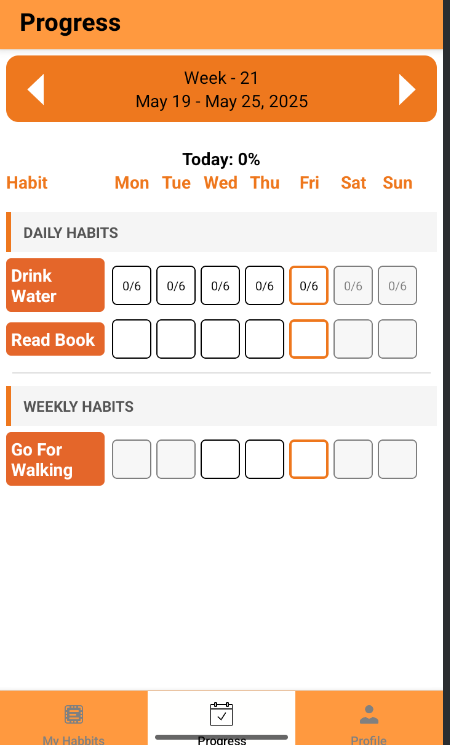 Progress
Week - 21
May 19 - May 25, 2025
Today: 0%
Habit Mon Tue Wed Thu Fri Sat Sun
DAILY HABITS
Drink
Water
0/6 0/6 0/6 0/6 0/6 0/6 0/6
Read Book
WEEKLY HABITS
Go For
Walking
My Habbits Progress Profile